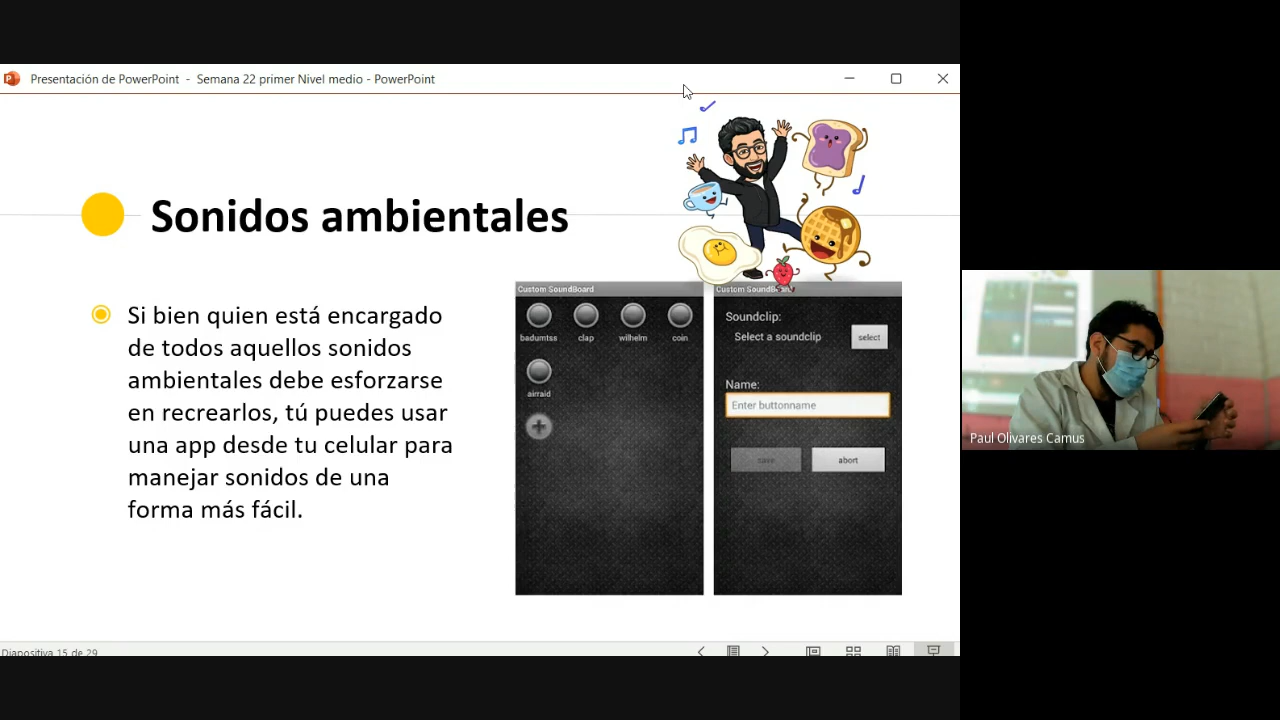 Presentación de PowerPoint - Semana 22 primer Nivel medio - PowerPoint
Sonidos ambientales
Si bien quien está encargado
de todos aquellos sonidos
ambientales debe esforzarse
en recrearlos, tú puedes usar
una app desde tu celular para
manejar sonidos de una
forma más fácil.
Custom SoundBoard
badumtss clap wilhelm coin
airraid
Custom SoundBoard
Soundclip:
Select a soundclip
select
Name:
Enter buttonname
save
abort
Diapositiva 15 de 29
Paul Olivares Camus